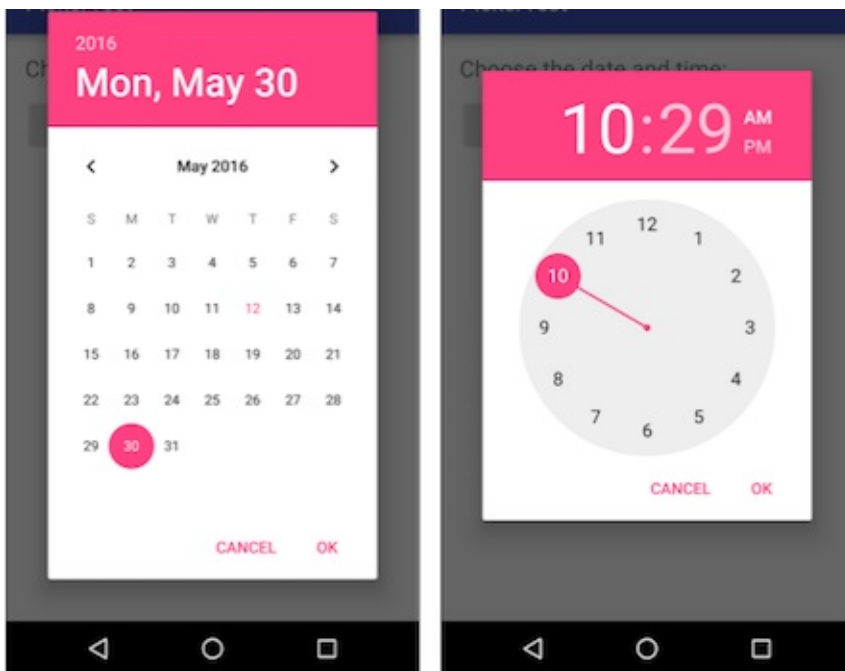 2016
Mon, May 30
May 2016
S M T W T F S
1 2 3 4 5 6 7
8 9 10 11 12 13 14
15 16 17 18 19 20 21
22 23 24 25 26 27 28
29 30 31
CANCEL OK
Choose the date and time:
10:29 AM
PM
12
11 1
10 2
9 3
8 4
7 5
6
CANCEL OK